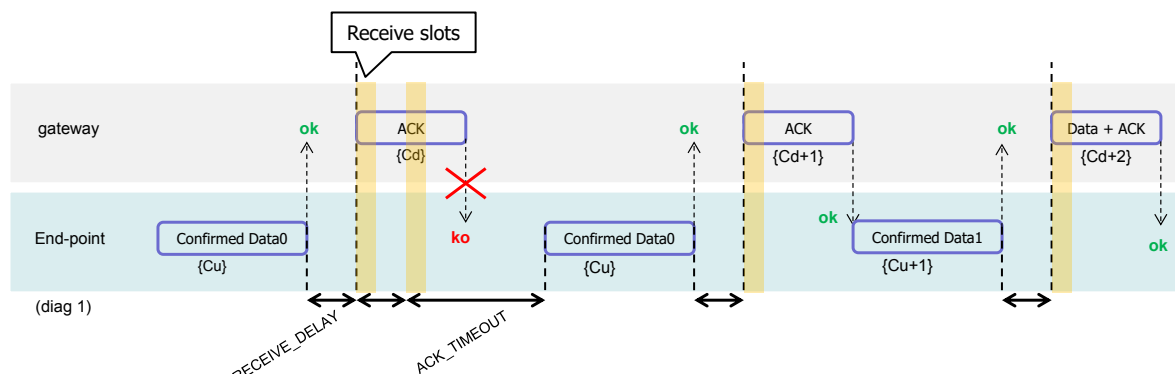 Receive slots
gateway
ok
ACK
{Cd}
ok
ACK
{Cd+1}
ok
Data + ACK
{Cd+2}
End-point
Confirmed Data0
{Cu}
ko
Confirmed Data0
{Cu}
ok
Confirmed Data1
{Cu+1}
ok
(diag 1)
RECEIVE_DELAY
ACK_TIMEOUT